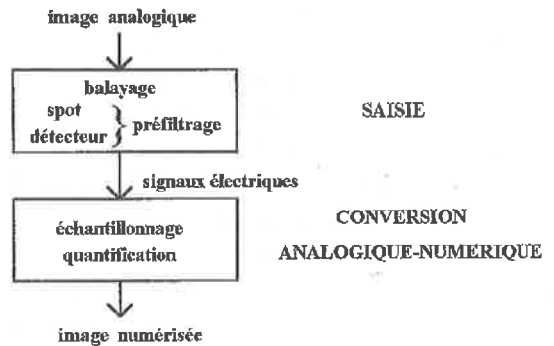 image analogique
balayage
spot
détecteur
préfiltrage
SAISIE
signaux électriques
échantillonnage
quantification
CONVERSION
ANALOGIQUE-NUMERIQUE
image numérisée